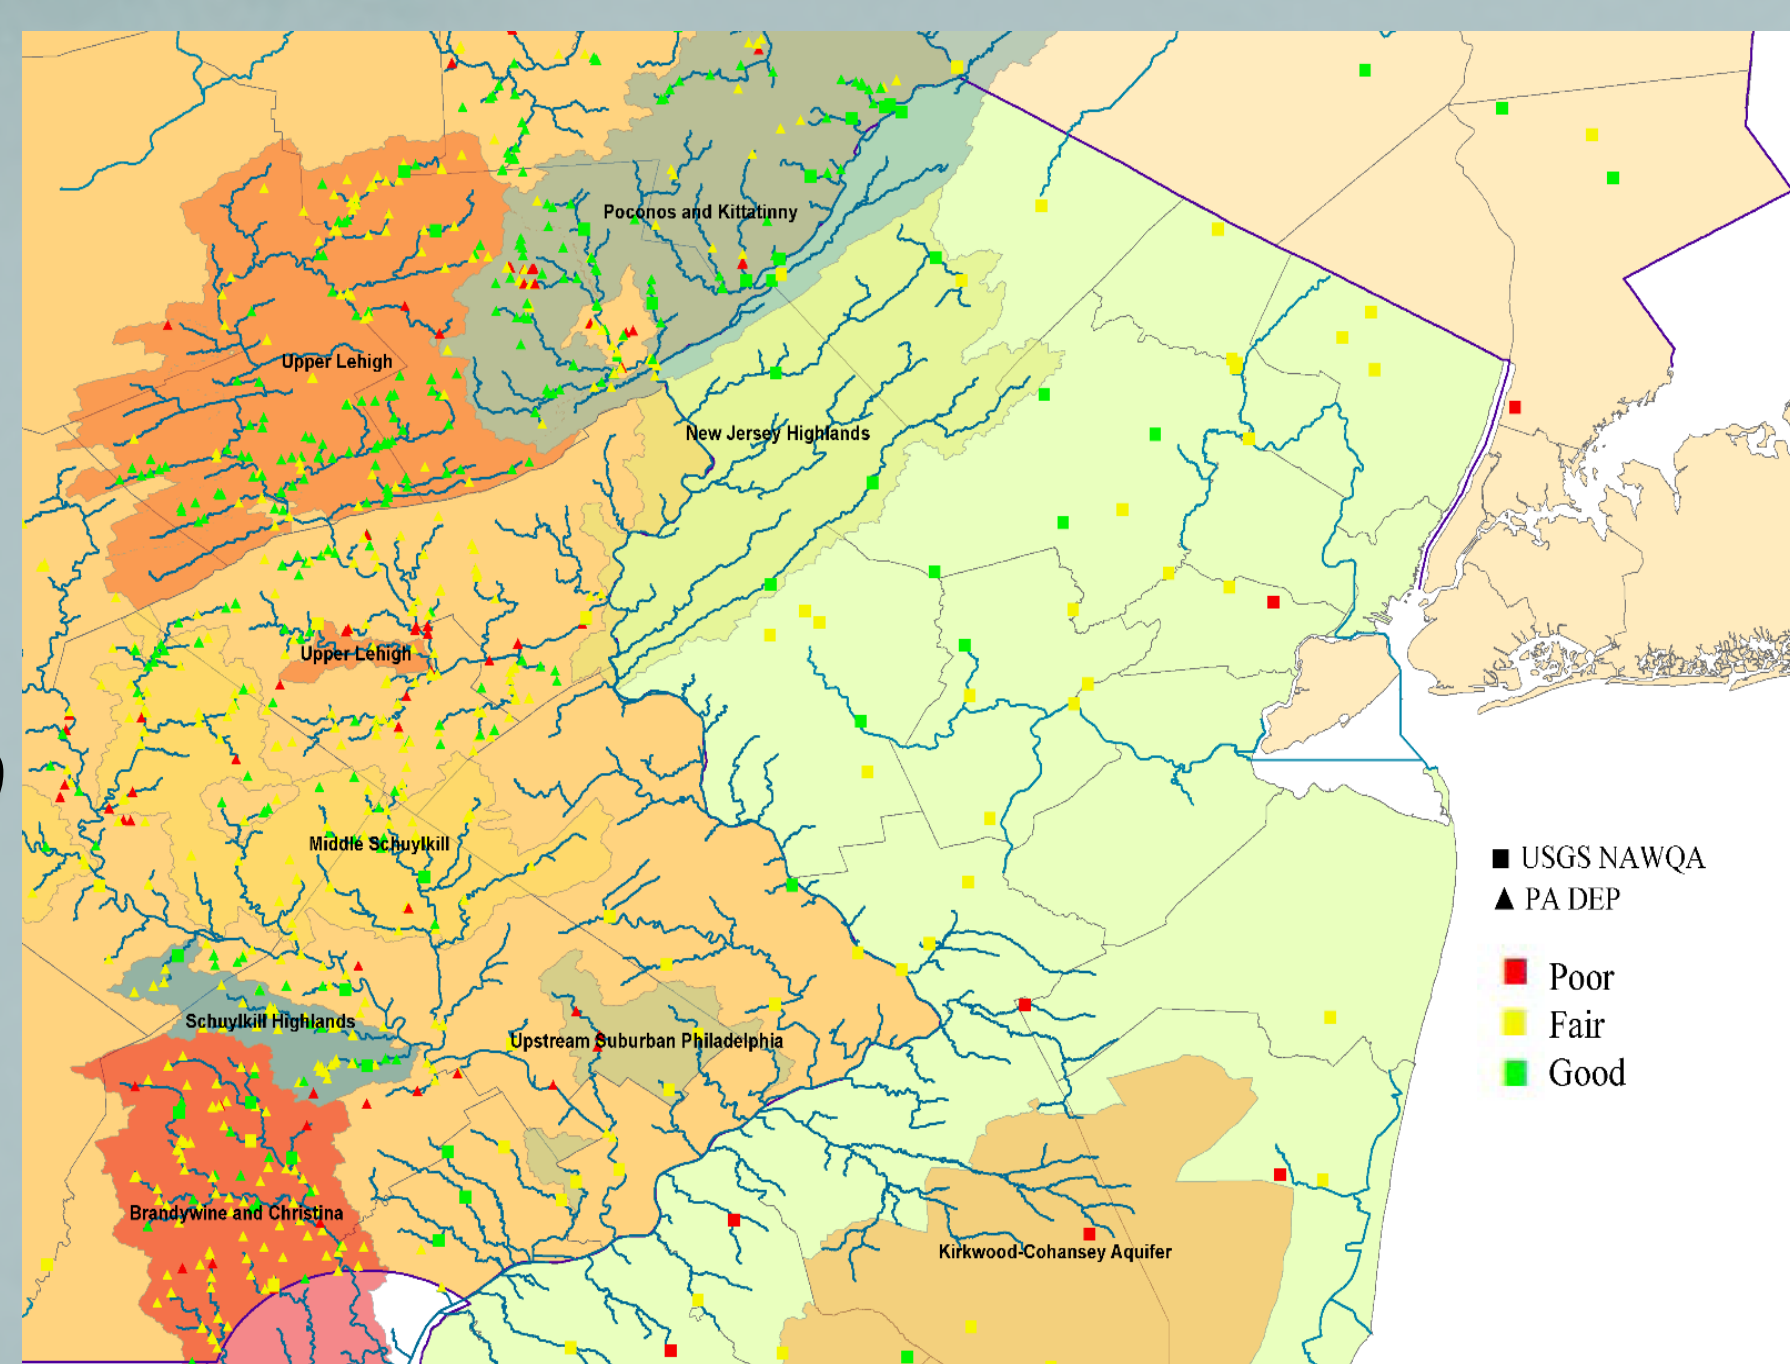 Poconos and Kittatinny
Upper Lehigh
New Jersey Highlands
Upper Lehigh
Middle Schuylkill
USGS NAWQA
PA DEP
Poor
Fair
Good
Schuylkill Highlands
Upstream Suburban Philadelphia
Brandywine and Christina
Kirkwood-Cohansey Aquifer